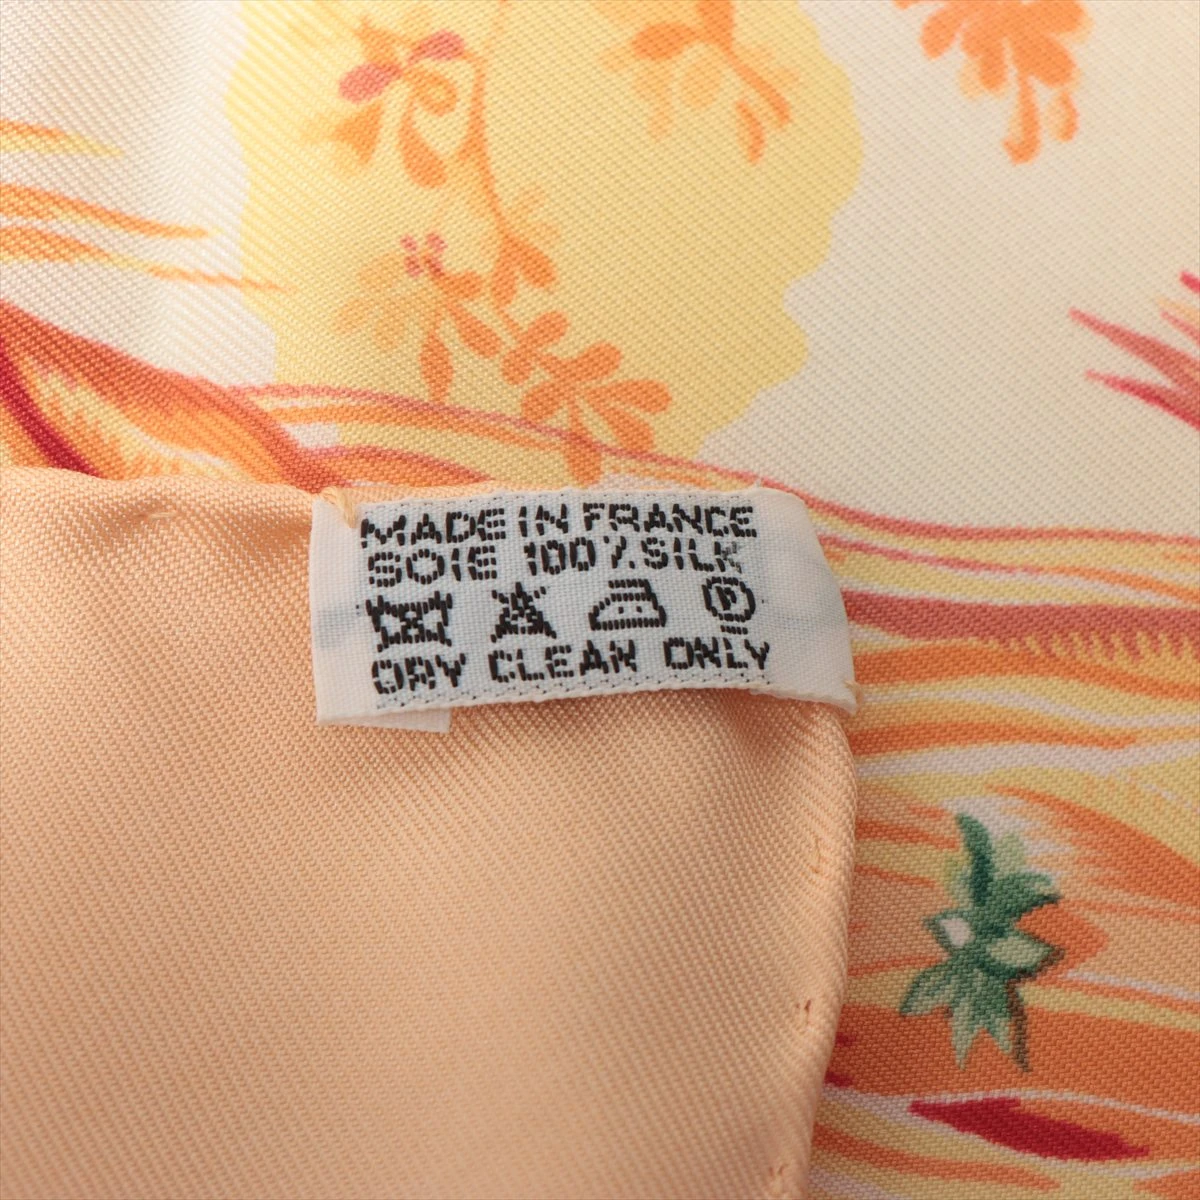 MADE IN FRANCE
SOIE 100% SILK
P
DRY CLEAN ONLY